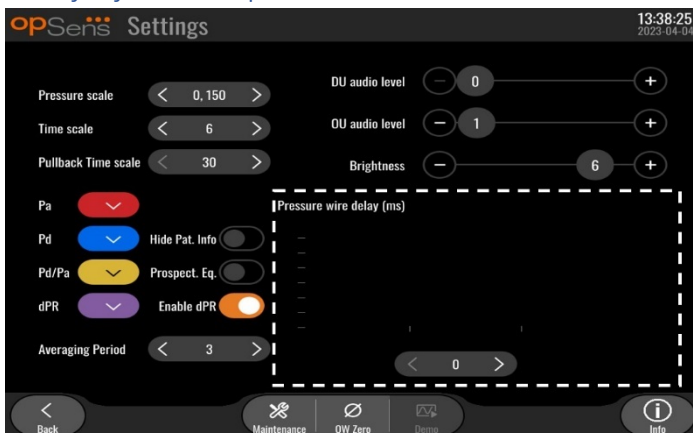 opSens Settings
13:38:25
2023-04-04
Pressure scale 0, 150
Time scale 6
Pullback Time scale 30
DU audio level 0
OU audio level 1
Brightness 6
Pa
Pd Hide Pat. Info
Pd/Pa Prospect. Eq.
dPR Enable dPR
Averaging Period 3
Pressure wire delay (ms)
0
Back
Maintenance
OW Zero
Demo
Info